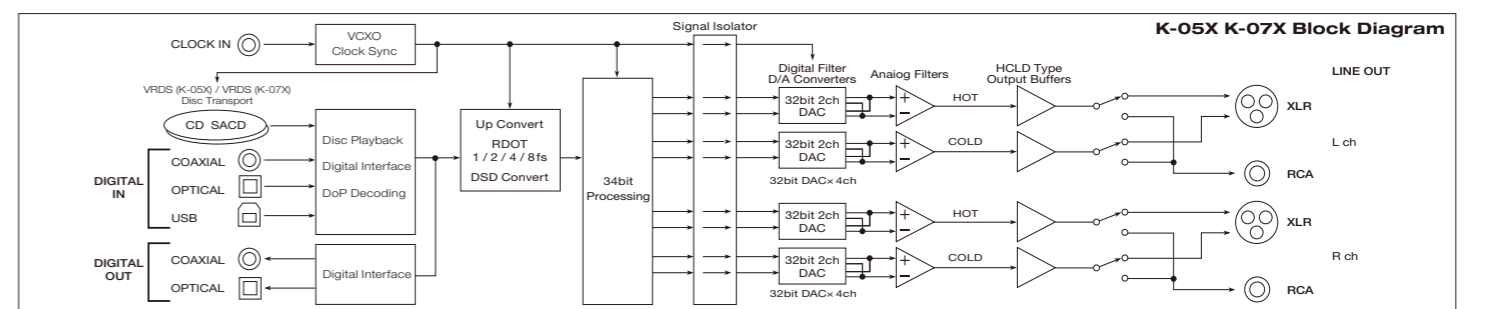 K-05X K-07X Block Diagram
CLOCK IN
VCXO
Clock Sync
Signal Isolator
VRDS (K-05X) / VRDS (K-07X)
Disc Transport
CD SACD
DIGITAL
IN
COAXIAL
OPTICAL
USB
Disc Playback
Digital Interface
DoP Decoding
DIGITAL
OUT
COAXIAL
OPTICAL
Digital Interface
Up Convert
RDOT
1 / 2 / 4 / 8fs
DSD Convert
34bit
Processing
Digital Filter
D/A Converters
Analog Filters
HCLD Type
Output Buffers
LINE OUT
32bit 2ch
DAC
+
−
HOT
XLR
32bit 2ch
DAC
+
−
COLD
L ch
RCA
32bit DAC×4ch
32bit 2ch
DAC
+
−
HOT
XLR
32bit 2ch
DAC
+
−
COLD
R ch
RCA
32bit DAC×4ch